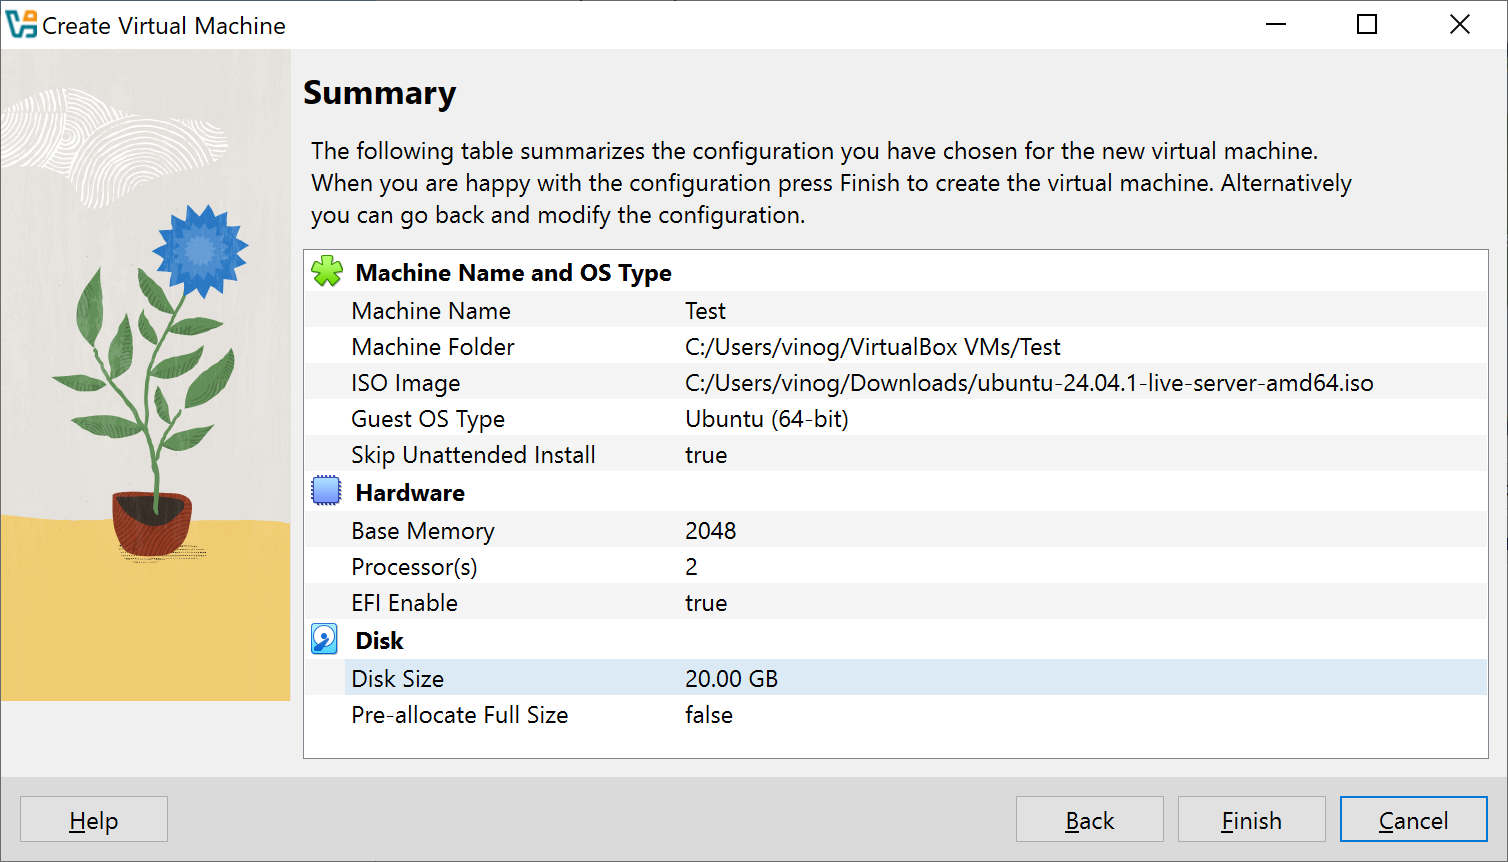 Create Virtual Machine
Summary
The following table summarizes the configuration you have chosen for the new virtual machine.
When you are happy with the configuration press Finish to create the virtual machine. Alternatively
you can go back and modify the configuration.
Machine Name and OS Type
Machine Name Test
Machine Folder C:/Users/vinog/VirtualBox VMs/Test
ISO Image C:/Users/vinog/Downloads/ubuntu-24.04.1-live-server-amd64.iso
Guest OS Type Ubuntu (64-bit)
Skip Unattended Install true
Hardware
Base Memory 2048
Processor(s) 2
EFI Enable true
Disk
Disk Size 20.00 GB
Pre-allocate Full Size false
Help Back Finish Cancel